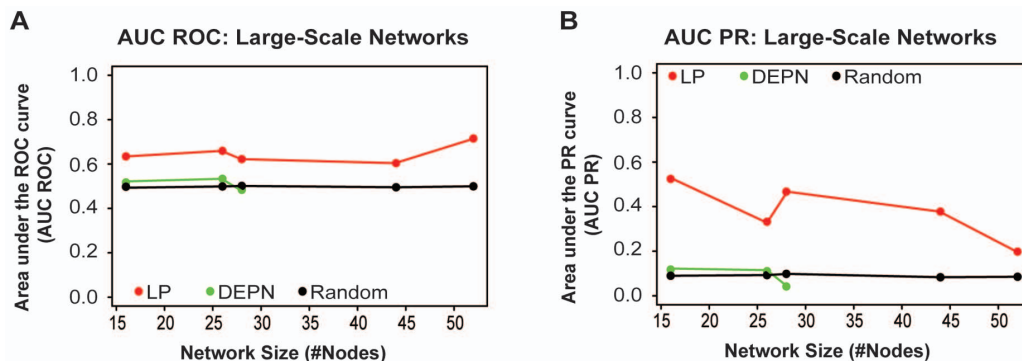 A
AUC ROC: Large-Scale Networks
Area under the ROC curve
(AUC ROC)
1.0
0.8
0.6
0.4
0.2
0.0
LP DEPN Random
15 20 25 30 35 40 45 50
Network Size (#Nodes)
B
AUC PR: Large-Scale Networks
Area under the PR curve
(AUC PR)
1.0
0.8
0.6
0.4
0.2
0.0
LP DEPN Random
15 20 25 30 35 40 45 50
Network Size (#Nodes)